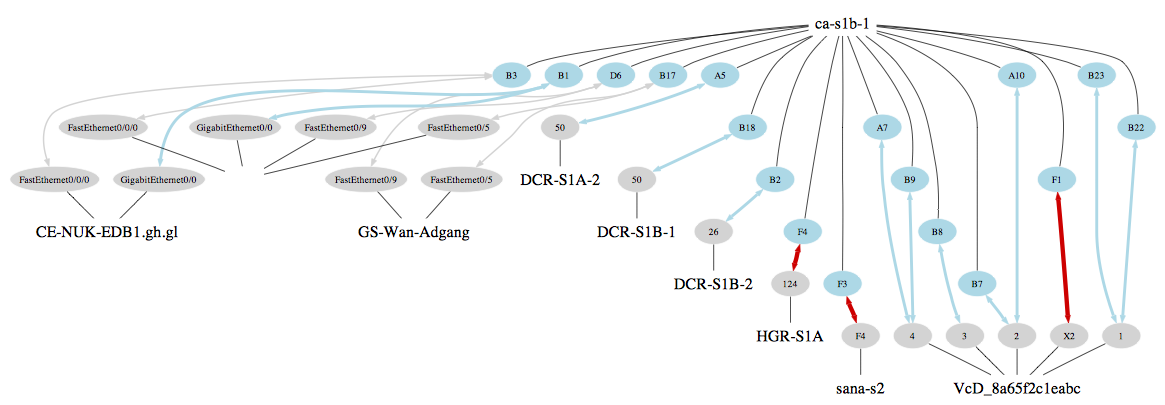 ca-s1b-1
B3 B1 D6 B17 A5 A10 B23
FastEthernet0/0/0 GigabitEthernet0/0 FastEthernet0/9 FastEthernet0/5 50 B18 A7 B22
FastEthernet0/0/0 GigabitEthernet0/0 FastEthernet0/9 FastEthernet0/5 DCR-S1A-2 50 B2 B9 F1
CE-NUK-EDB1.gh.gl GS-Wan-Adgang DCR-S1B-1 26 F4 B8
DCR-S1B-2 124 F3 B7
HGR-S1A F4 4 3 2 X2 1
sana-s2 VcD_8a65f2c1eabc